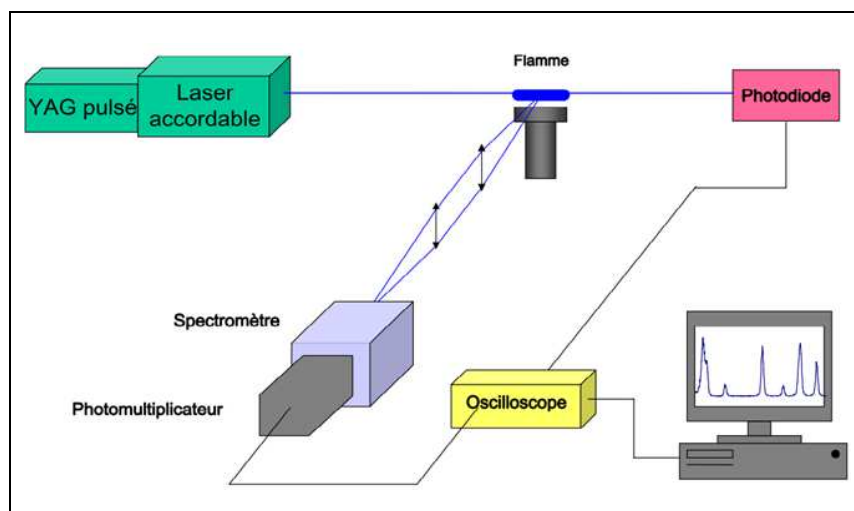 Flamme
YAG pulsé
Laser
accordable
Photodiode
Spectromètre
Photomultiplicateur
Oscilloscope